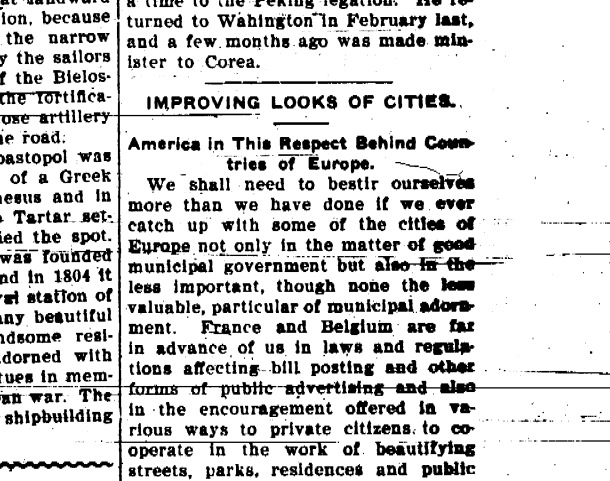 ion, because
the narrow
y the sailors
f the Bielos-
the fortifica-
ose artillery
e road:
bastopol was
of a Greek
nesus and in
Tartar set-
ied the spot.
was founded
nd in 1804 it
station of
ny beautiful
ndsome resi-
dorned with
tues in mem-
an war. The
shipbuilding
a time to the Peking legation. He re-
turned to Wahington in February last,
and a few months ago was made min-
ister to Corea.
IMPROVING LOOKS OF CITIES.
America in This Respect Behind Coun-
tries of Europe.
We shall need to bestir ourselves
more than we have done if we ever
catch up with some of the cities of
Europe not only in the matter of good
municipal government but also in the
less important, though none the less
valuable, particular of municipal adorn-
ment. France and Belgium are far
in advance of us in laws and regula-
tions affecting bill posting and other
forms of public advertising and also
in the encouragement offered in va-
rious ways to private citizens to co-
operate in the work of beautifying
streets, parks, residences and public